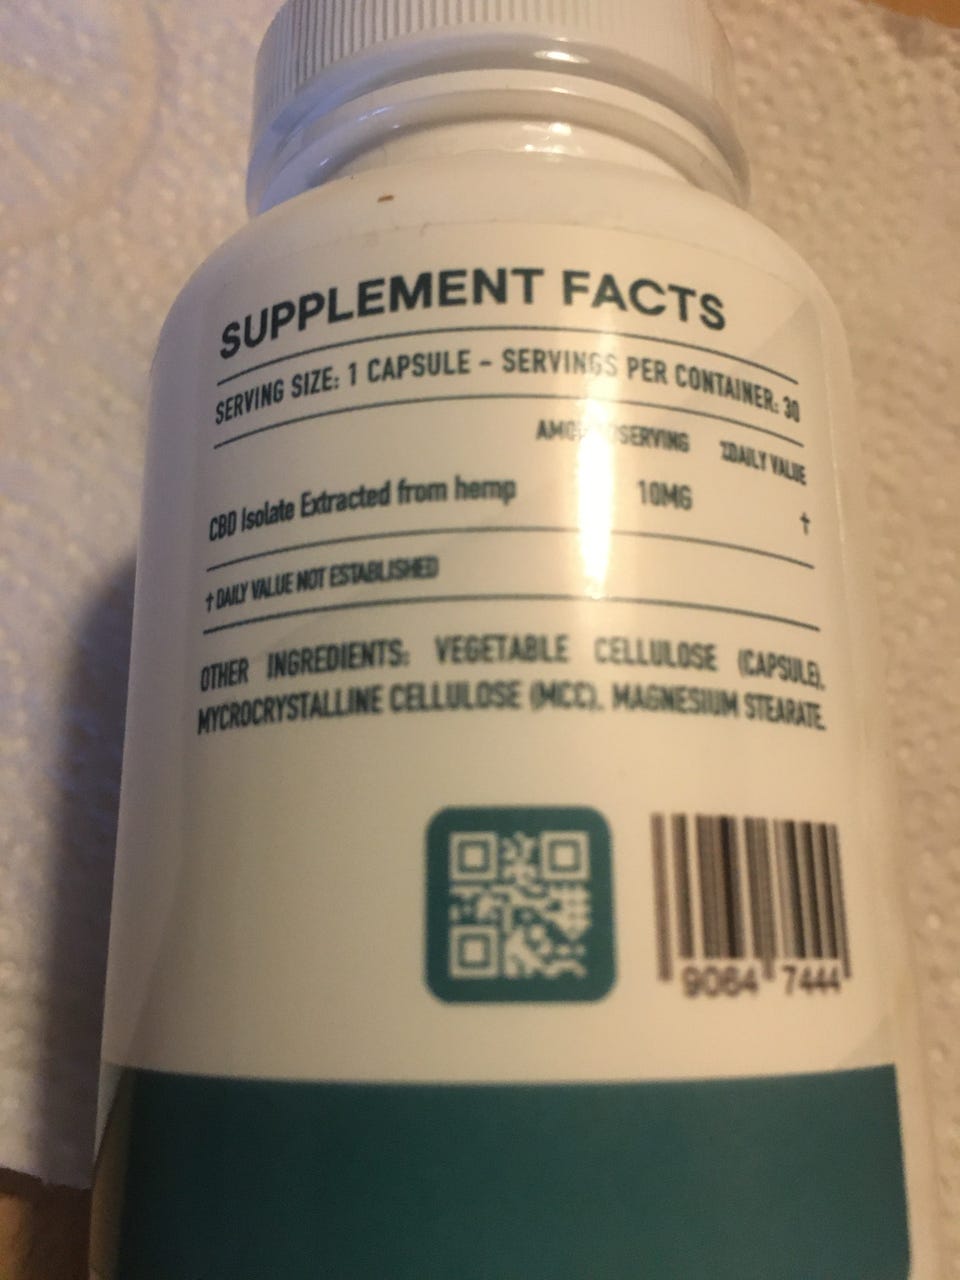 SUPPLEMENT FACTS
SERVING SIZE: 1 CAPSULE - SERVINGS PER CONTAINER: 30
SERVING %DAILY VALUE
CBD Isolate Extracted from hemp 10MG †
† DAILY VALUE NOT ESTABLISHED
OTHER INGREDIENTS: VEGETABLE CELLULOSE (CAPSULE),
MYCROCRYSTALLINE CELLULOSE (MCC), MAGNESIUM STEARATE.
9064 7444